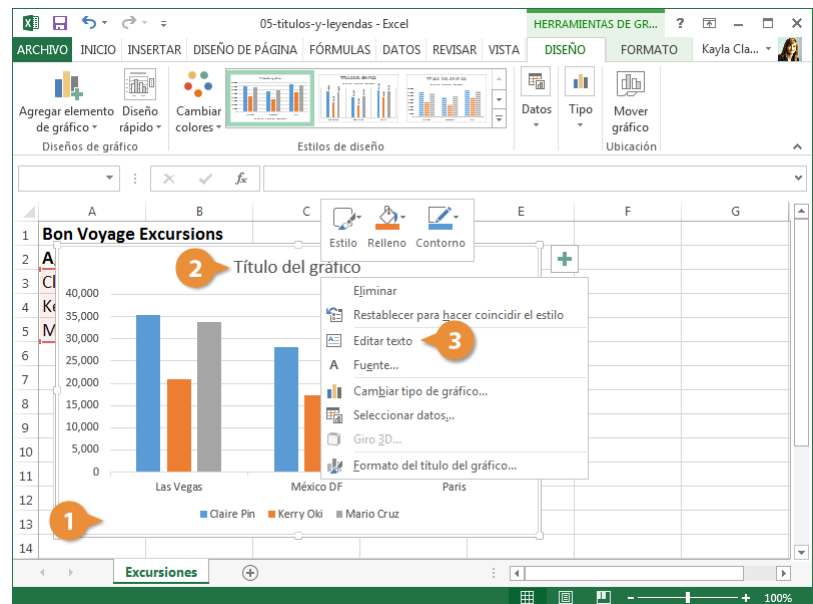 05-titulos-y-leyendas - Excel
HERRAMIENTAS DE GR...
?
ARCHIVO INICIO INSERTAR DISEÑO DE PÁGINA FÓRMULAS DATOS REVISAR VISTA DISEÑO FORMATO Kayla Cla...
Agregar elemento de gráfico
Diseño rápido
Cambiar colores
Datos
Tipo
Mover gráfico
Diseños de gráfico
Estilos de diseño
Ubicación
fx
A B C E F G
1 Bon Voyage Excursions
2 A
3 Cl
4 Ke
5 M
6
7
8
9
10
11
12
13
14
Estilo Relleno Contorno
2
Título del gráfico
40,000
35,000
30,000
25,000
20,000
15,000
10,000
5,000
0
Las Vegas México DF Paris
Claire Pin Kerry Oki Mario Cruz
1
Eliminar
Restablecer para hacer coincidir el estilo
Editar texto
3
A Fuente...
Cambiar tipo de gráfico...
Seleccionar datos...
Giro 3D...
Formato del título del gráfico...
Excursiones
100%